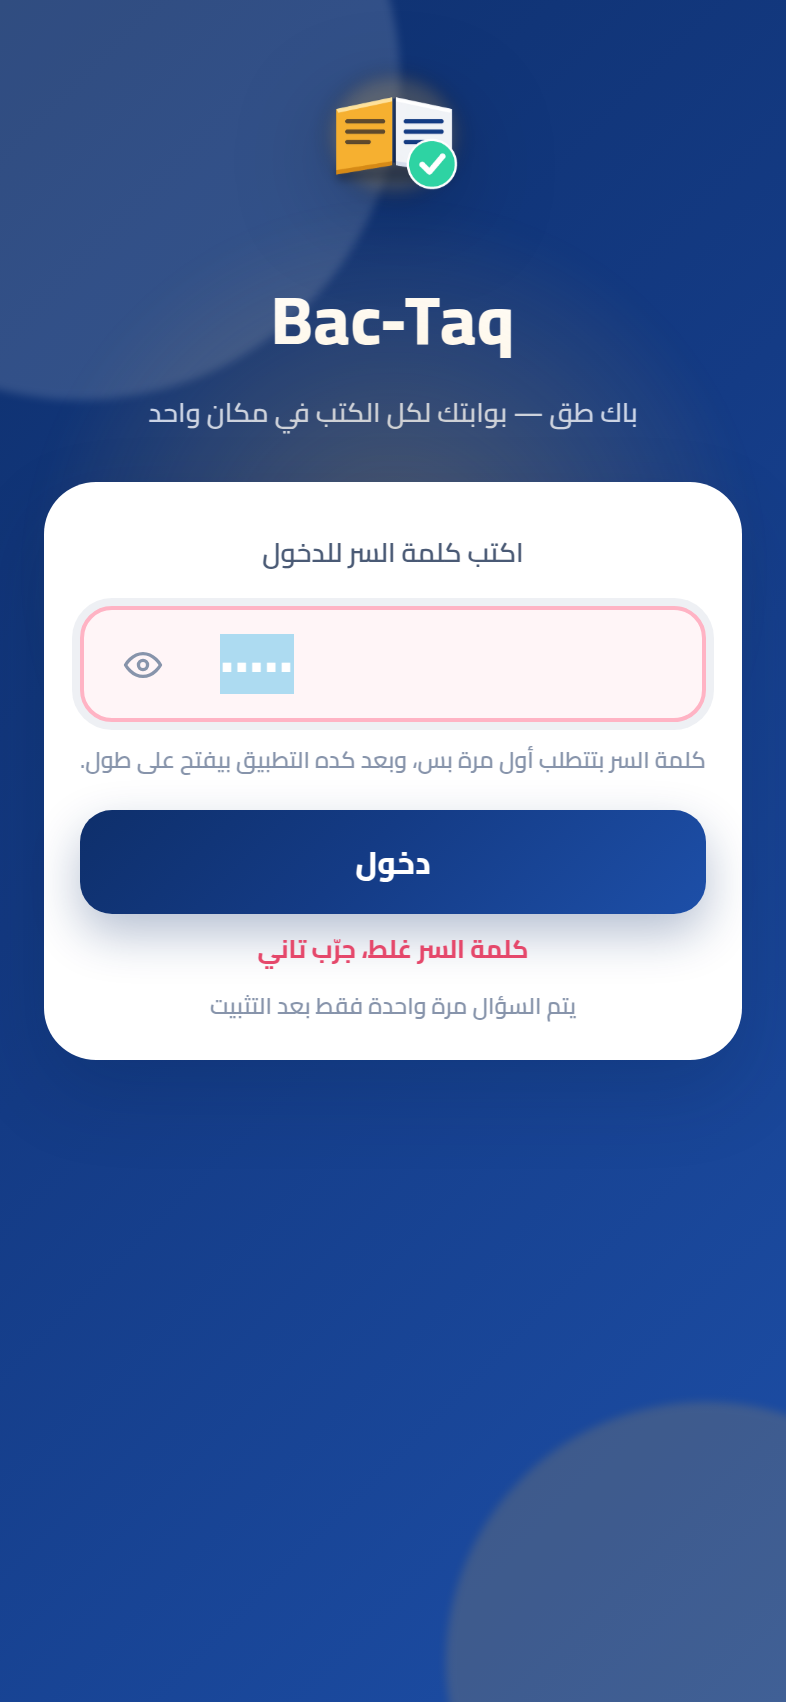 Bac-Taq
باك طق — بوابتك لكل الكتب في مكان واحد
اكتب كلمة السر للدخول
كلمة السر بتتطلب أول مرة بس، وبعد كده التطبيق بيفتح على طول.
دخول
كلمة السر غلط، جرّب تاني
يتم السؤال مرة واحدة فقط بعد التثبيت